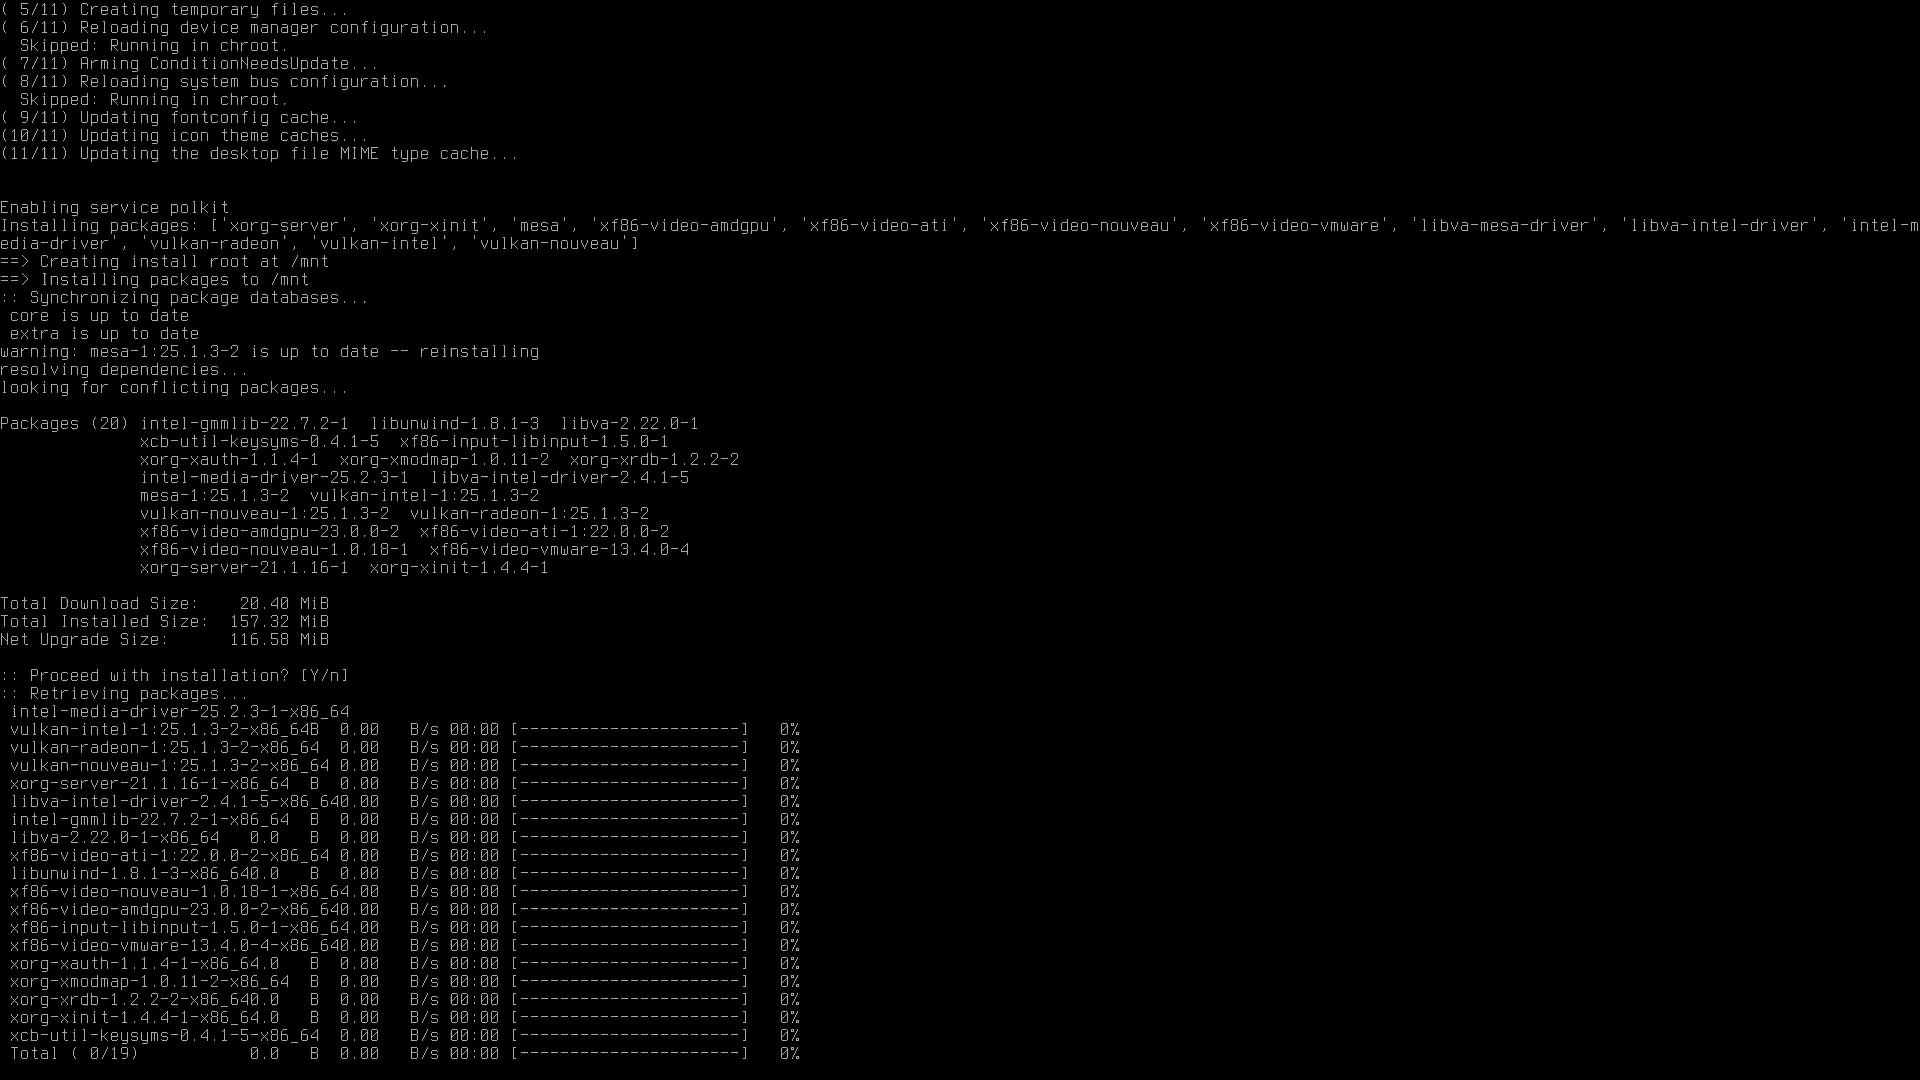 ( 5/11) Creating temporary files...
( 6/11) Reloading device manager configuration...
  Skipped: Running in chroot.
( 7/11) Arming ConditionNeedsUpdate...
( 8/11) Reloading system bus configuration...
  Skipped: Running in chroot.
( 9/11) Updating fontconfig cache...
(10/11) Updating icon theme caches...
(11/11) Updating the desktop file MIME type cache...
Enabling service polkit
Installing packages: ['xorg-server', 'xorg-xinit', 'mesa', 'xf86-video-amdgpu', 'xf86-video-ati', 'xf86-video-nouveau', 'xf86-video-vmware', 'libva-mesa-driver', 'libva-intel-driver', 'intel-m
edia-driver', 'vulkan-radeon', 'vulkan-intel', 'vulkan-nouveau']
==> Creating install root at /mnt
==> Installing packages to /mnt
:: Synchronizing package databases...
 core is up to date
 extra is up to date
warning: mesa-1:25.1.3-2 is up to date -- reinstalling
resolving dependencies...
looking for conflicting packages...
Packages (20) intel-gmmlib-22.7.2-1  libunwind-1.8.1-3  libva-2.22.0-1
              xcb-util-keysyms-0.4.1-5  xf86-input-libinput-1.5.0-1
              xorg-xauth-1.1.4-1  xorg-xmodmap-1.0.11-2  xorg-xrdb-1.2.2-2
              intel-media-driver-25.2.3-1  libva-intel-driver-2.4.1-5
              mesa-1:25.1.3-2  vulkan-intel-1:25.1.3-2
              vulkan-nouveau-1:25.1.3-2  vulkan-radeon-1:25.1.3-2
              xf86-video-amdgpu-23.0.0-2  xf86-video-ati-1:22.0.0-2
              xf86-video-nouveau-1.0.18-1  xf86-video-vmware-13.4.0-4
              xorg-server-21.1.16-1  xorg-xinit-1.4.4-1
Total Download Size:    20.40 MiB
Total Installed Size:  157.32 MiB
Net Upgrade Size:      116.58 MiB
:: Proceed with installation? [Y/n]
:: Retrieving packages...
 intel-media-driver-25.2.3-1-x86_64
 vulkan-intel-1:25.1.3-2-x86_64B  0.00   B/s 00:00 [----------------------]   0%
 vulkan-radeon-1:25.1.3-2-x86_64  0.00   B/s 00:00 [----------------------]   0%
 vulkan-nouveau-1:25.1.3-2-x86_64 0.00   B/s 00:00 [----------------------]   0%
 xorg-server-21.1.16-1-x86_64  B  0.00   B/s 00:00 [----------------------]   0%
 libva-intel-driver-2.4.1-5-x86_640.00   B/s 00:00 [----------------------]   0%
 intel-gmmlib-22.7.2-1-x86_64  B  0.00   B/s 00:00 [----------------------]   0%
 libva-2.22.0-1-x86_64   0.0   B  0.00   B/s 00:00 [----------------------]   0%
 xf86-video-ati-1:22.0.0-2-x86_64 0.00   B/s 00:00 [----------------------]   0%
 libunwind-1.8.1-3-x86_640.0   B  0.00   B/s 00:00 [----------------------]   0%
 xf86-video-nouveau-1.0.18-1-x86_64.00   B/s 00:00 [----------------------]   0%
 xf86-video-amdgpu-23.0.0-2-x86_640.00   B/s 00:00 [----------------------]   0%
 xf86-input-libinput-1.5.0-1-x86_64.00   B/s 00:00 [----------------------]   0%
 xf86-video-vmware-13.4.0-4-x86_640.00   B/s 00:00 [----------------------]   0%
 xorg-xauth-1.1.4-1-x86_64.0   B  0.00   B/s 00:00 [----------------------]   0%
 xorg-xmodmap-1.0.11-2-x86_64  B  0.00   B/s 00:00 [----------------------]   0%
 xorg-xrdb-1.2.2-2-x86_640.0   B  0.00   B/s 00:00 [----------------------]   0%
 xorg-xinit-1.4.4-1-x86_64.0   B  0.00   B/s 00:00 [----------------------]   0%
 xcb-util-keysyms-0.4.1-5-x86_64  0.00   B/s 00:00 [----------------------]   0%
 Total ( 0/19)           0.0   B  0.00   B/s 00:00 [----------------------]   0%